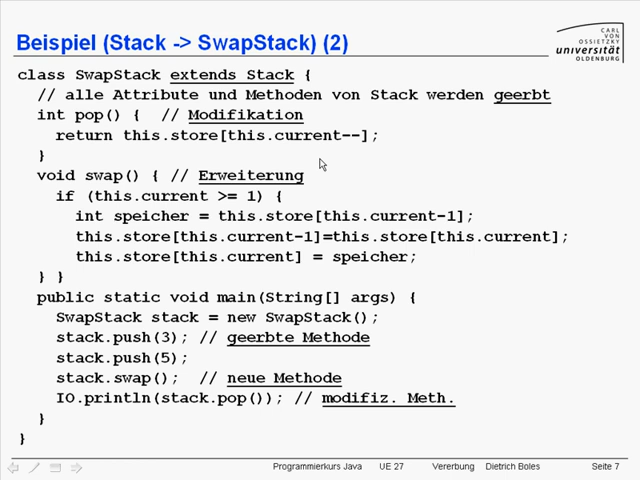 Beispiel (Stack -> SwapStack) (2)
CARL
VON
OSSIETZKY
universität
OLDENBURG
class SwapStack extends Stack {
// alle Attribute und Methoden von Stack werden geerbt
int pop() { // Modifikation
return this.store[this.current--];
}
void swap() { // Erweiterung
if (this.current >= 1) {
int speicher = this.store[this.current-1];
this.store[this.current-1]=this.store[this.current];
this.store[this.current] = speicher;
} }
public static void main(String[] args) {
SwapStack stack = new SwapStack();
stack.push(3); // geerbte Methode
stack.push(5);
stack.swap(); // neue Methode
IO.println(stack.pop()); // modifiz. Meth.
}
}
Programmierkurs Java UE 27 Vererbung Dietrich Boles Seite 7